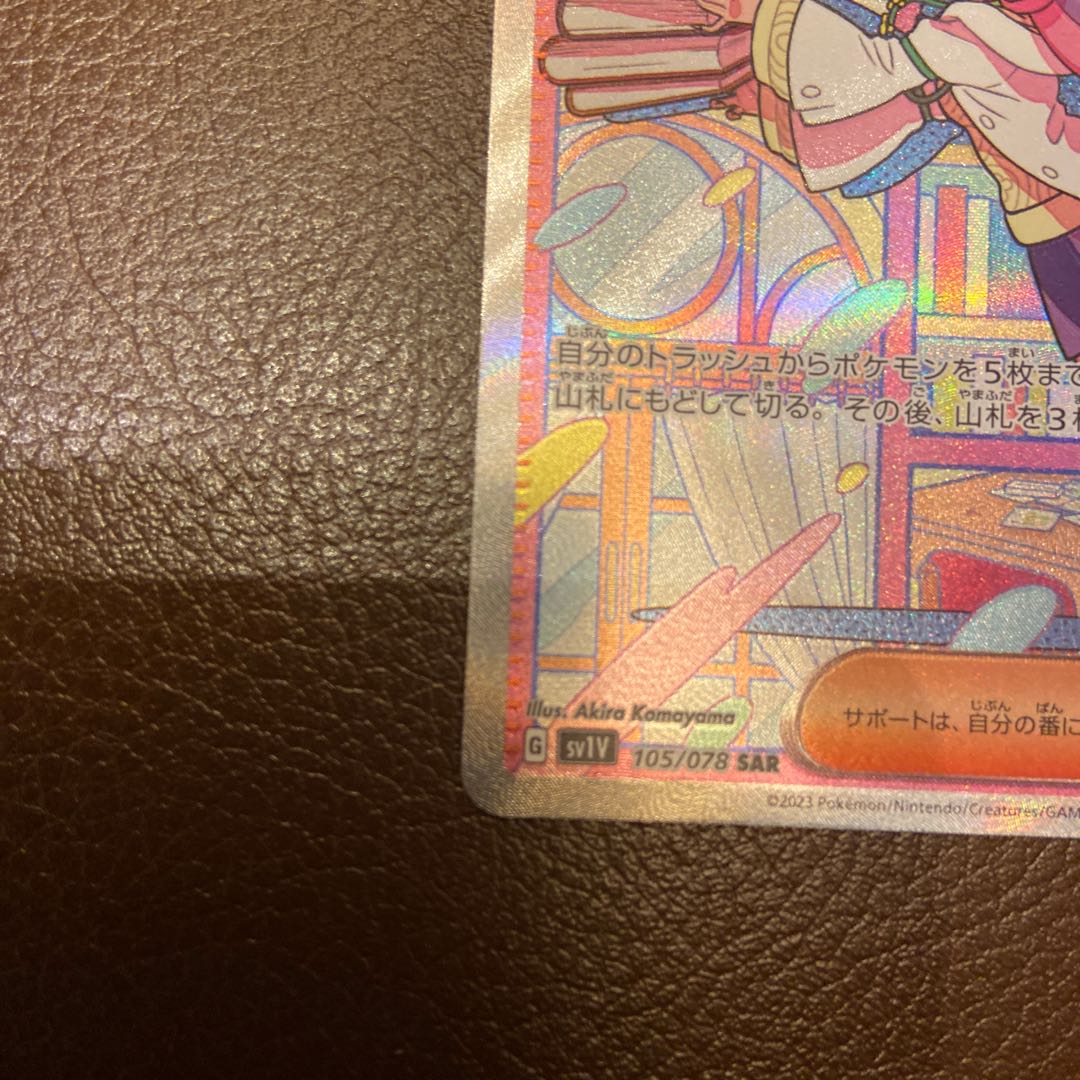 自分のトラッシュからポケモンを5枚まで
山札にもどして切る。その後、山札を3
Illus. Akira Komayama
サポートは、自分の番に
G SV1V 105/078 SAR
©2023 Pokémon/Nintendo/Creatures/GAM